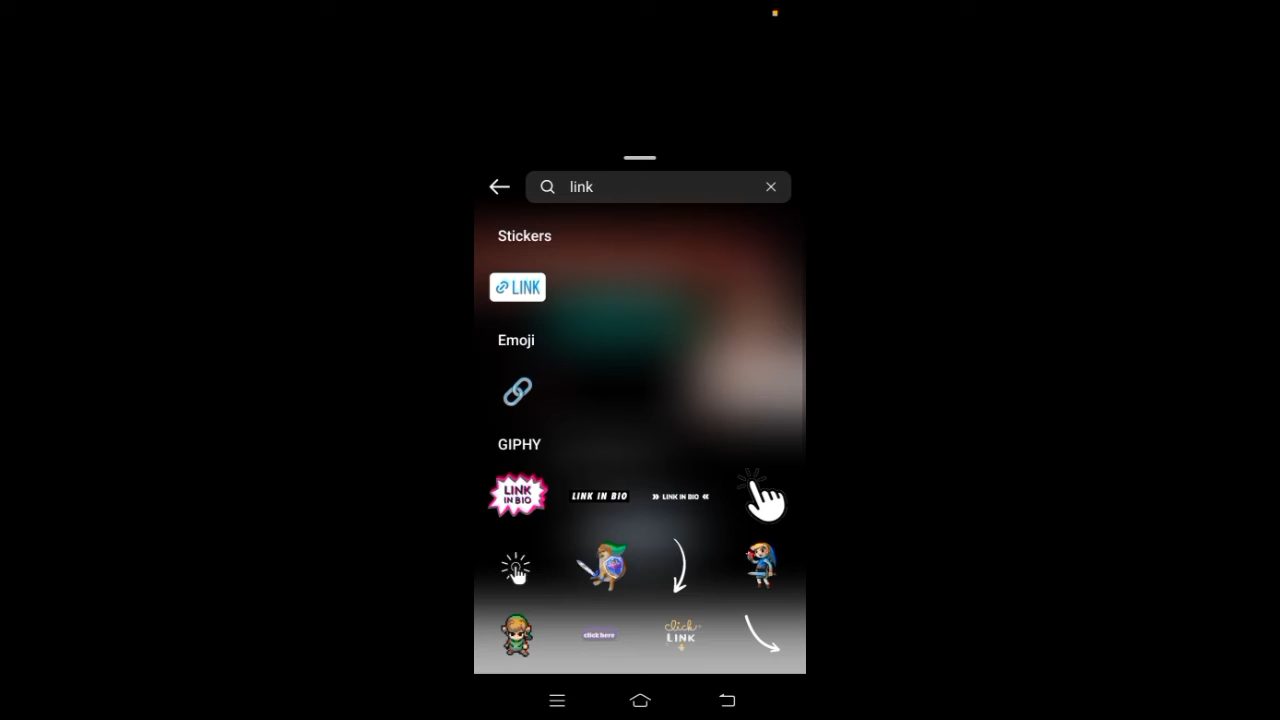 link
Stickers
LINK
Emoji
GIPHY
LINK
IN BIO
LINK IN BIO
LINK IN BIO
click here
click
LINK